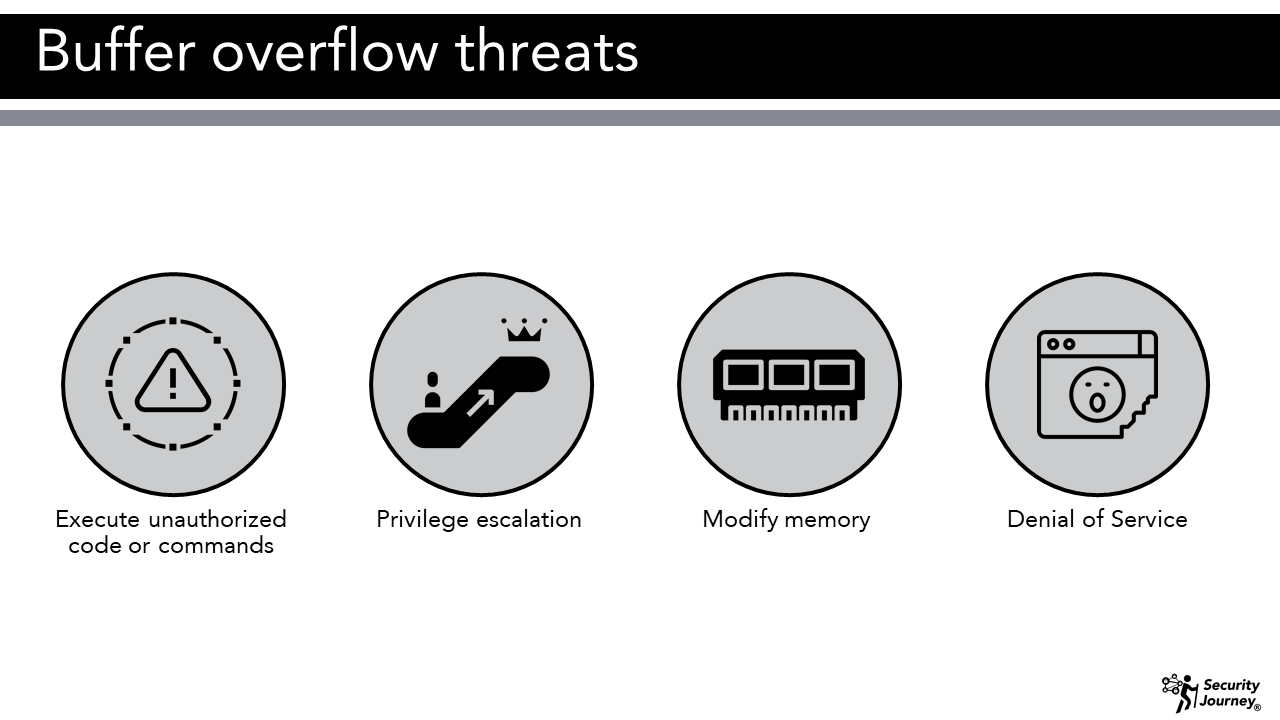 Buffer overflow threats
Execute unauthorized
code or commands
Privilege escalation
Modify memory
Denial of Service
Security
Journey®